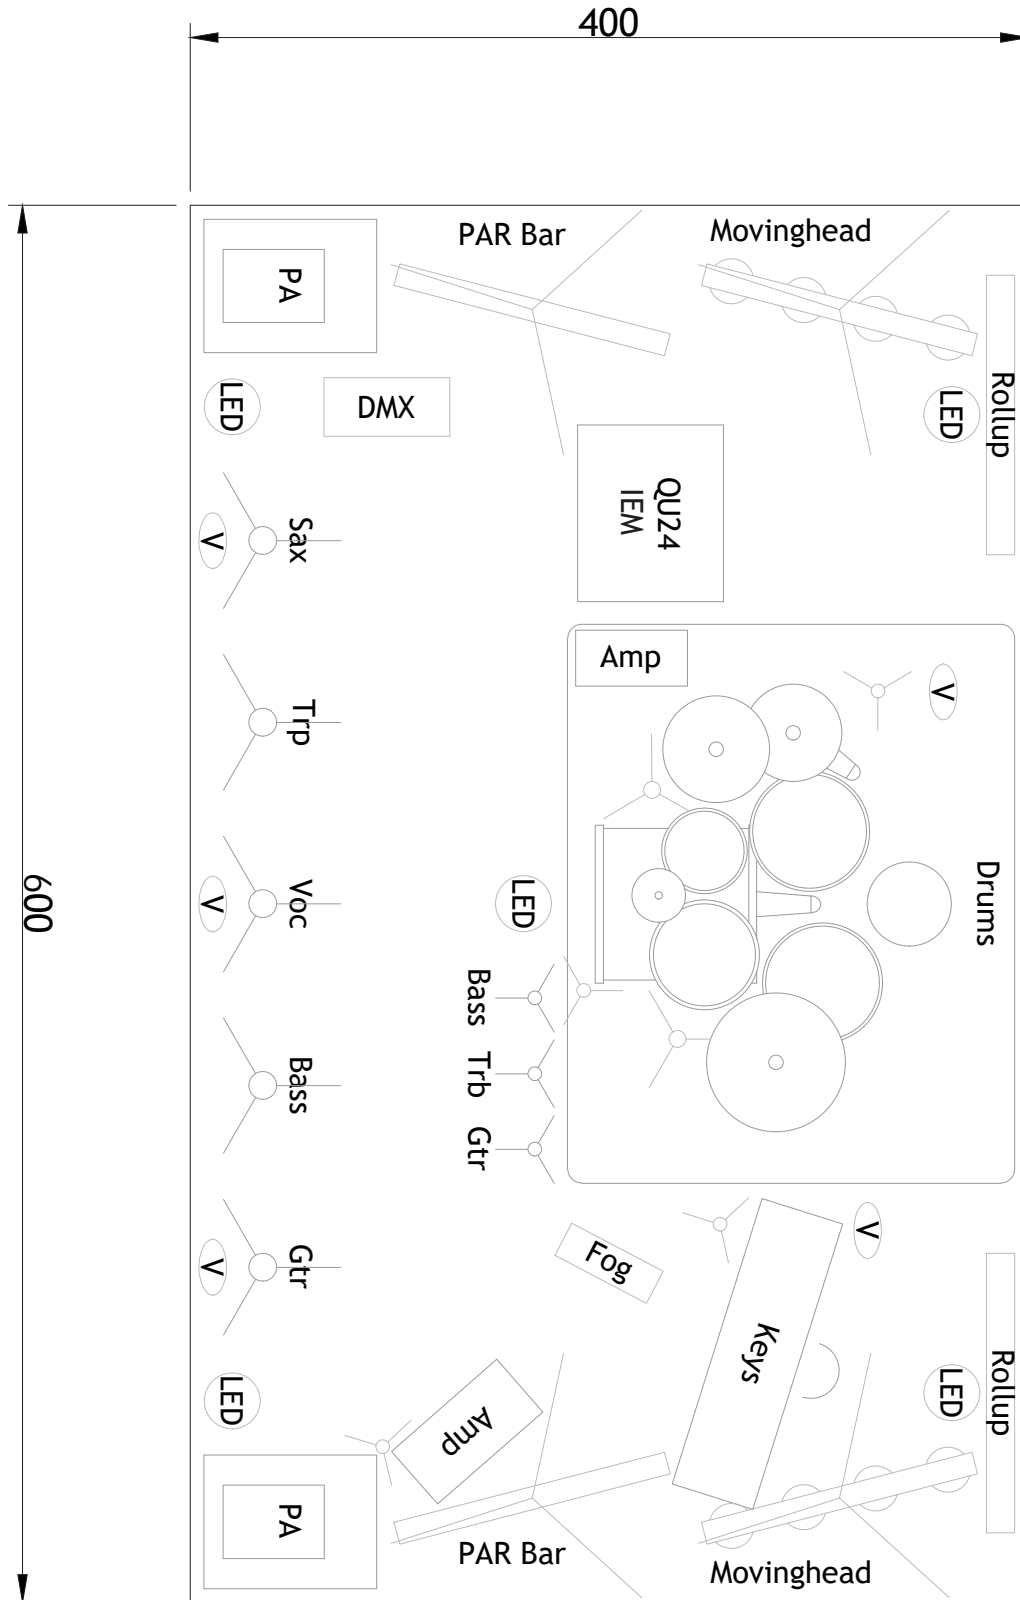 400
600
PAR Bar
Movinghead
PA
LED
DMX
LED
Rollup
QU24
IEM
V
Sax
Amp
V
Trp
V
Voc
LED
Drums
Bass
Trb
Gtr
Bass
V
Gtr
V
Fog
Keys
LED
Amp
LED
Rollup
PA
PAR Bar
Movinghead